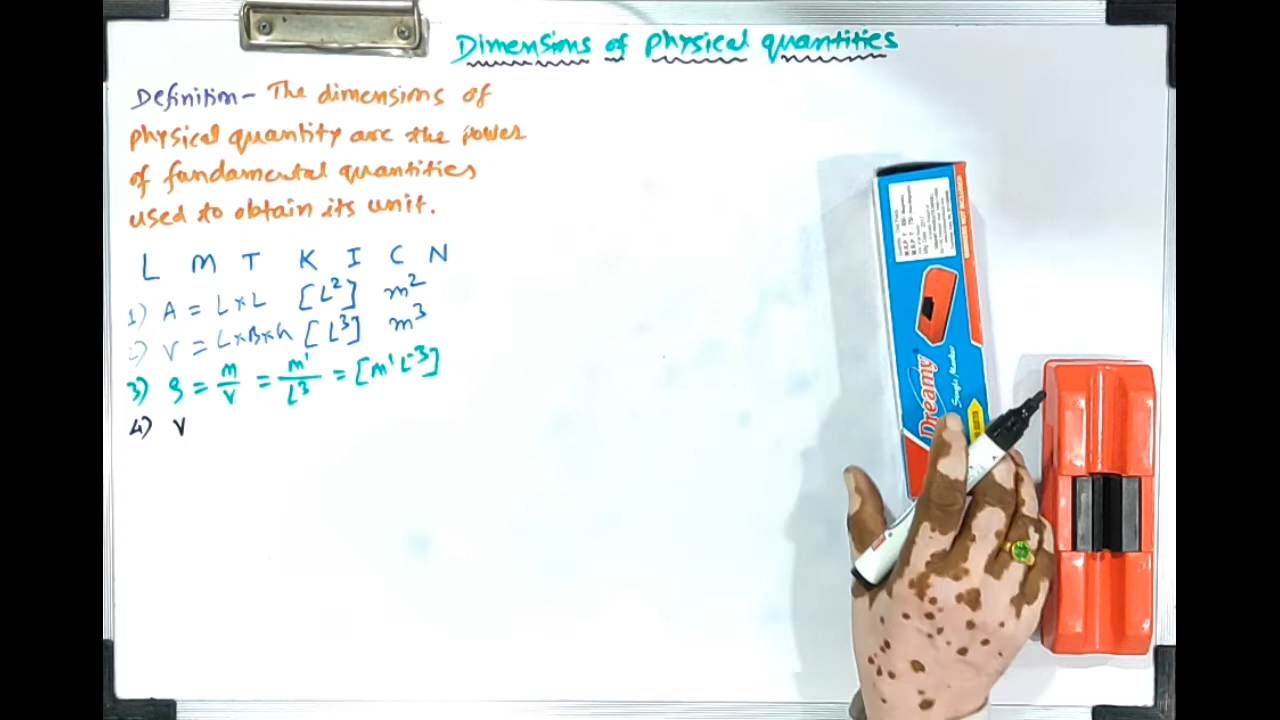 Dimensions of physical quantities
Definition- The dimensions of
physical quantity are the power
of fundamental quantities
used to obtain its unit.
L M T K I C N
1) A = L×L [L²] m²
2) V = L×B×h [L³] m³
3) ρ = m/V = m¹/L³ = [m¹L⁻³]
4) V
Dreamy